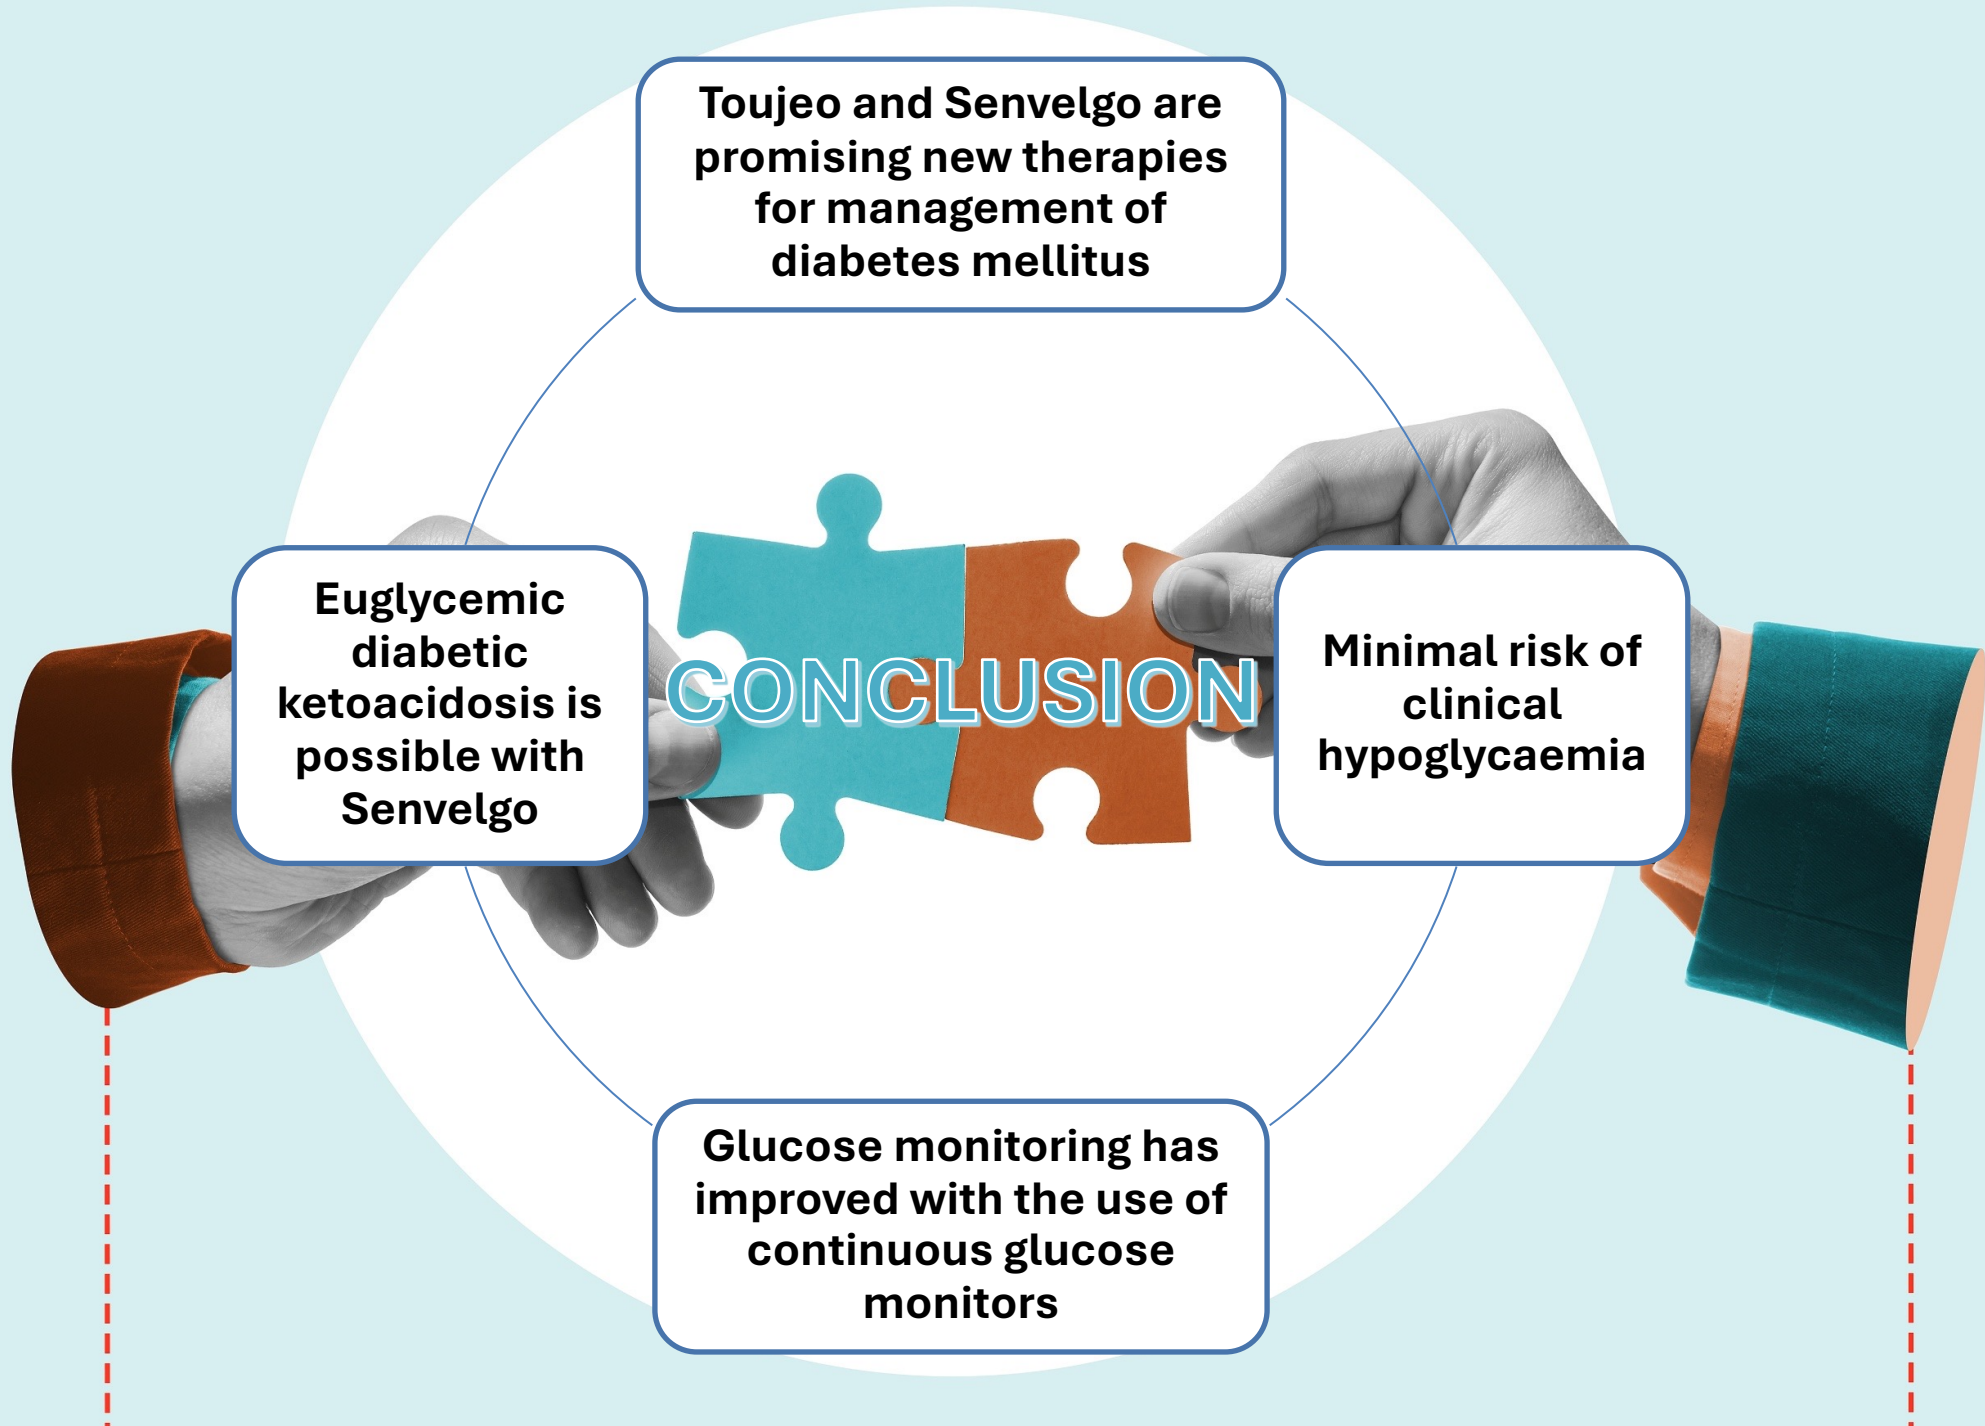 Toujeo and Senvelgo are
promising new therapies
for management of
diabetes mellitus
Euglycemic
diabetic
ketoacidosis is
possible with
Senvelgo
CONCLUSION
Minimal risk of
clinical
hypoglycaemia
Glucose monitoring has
improved with the use of
continuous glucose
monitors